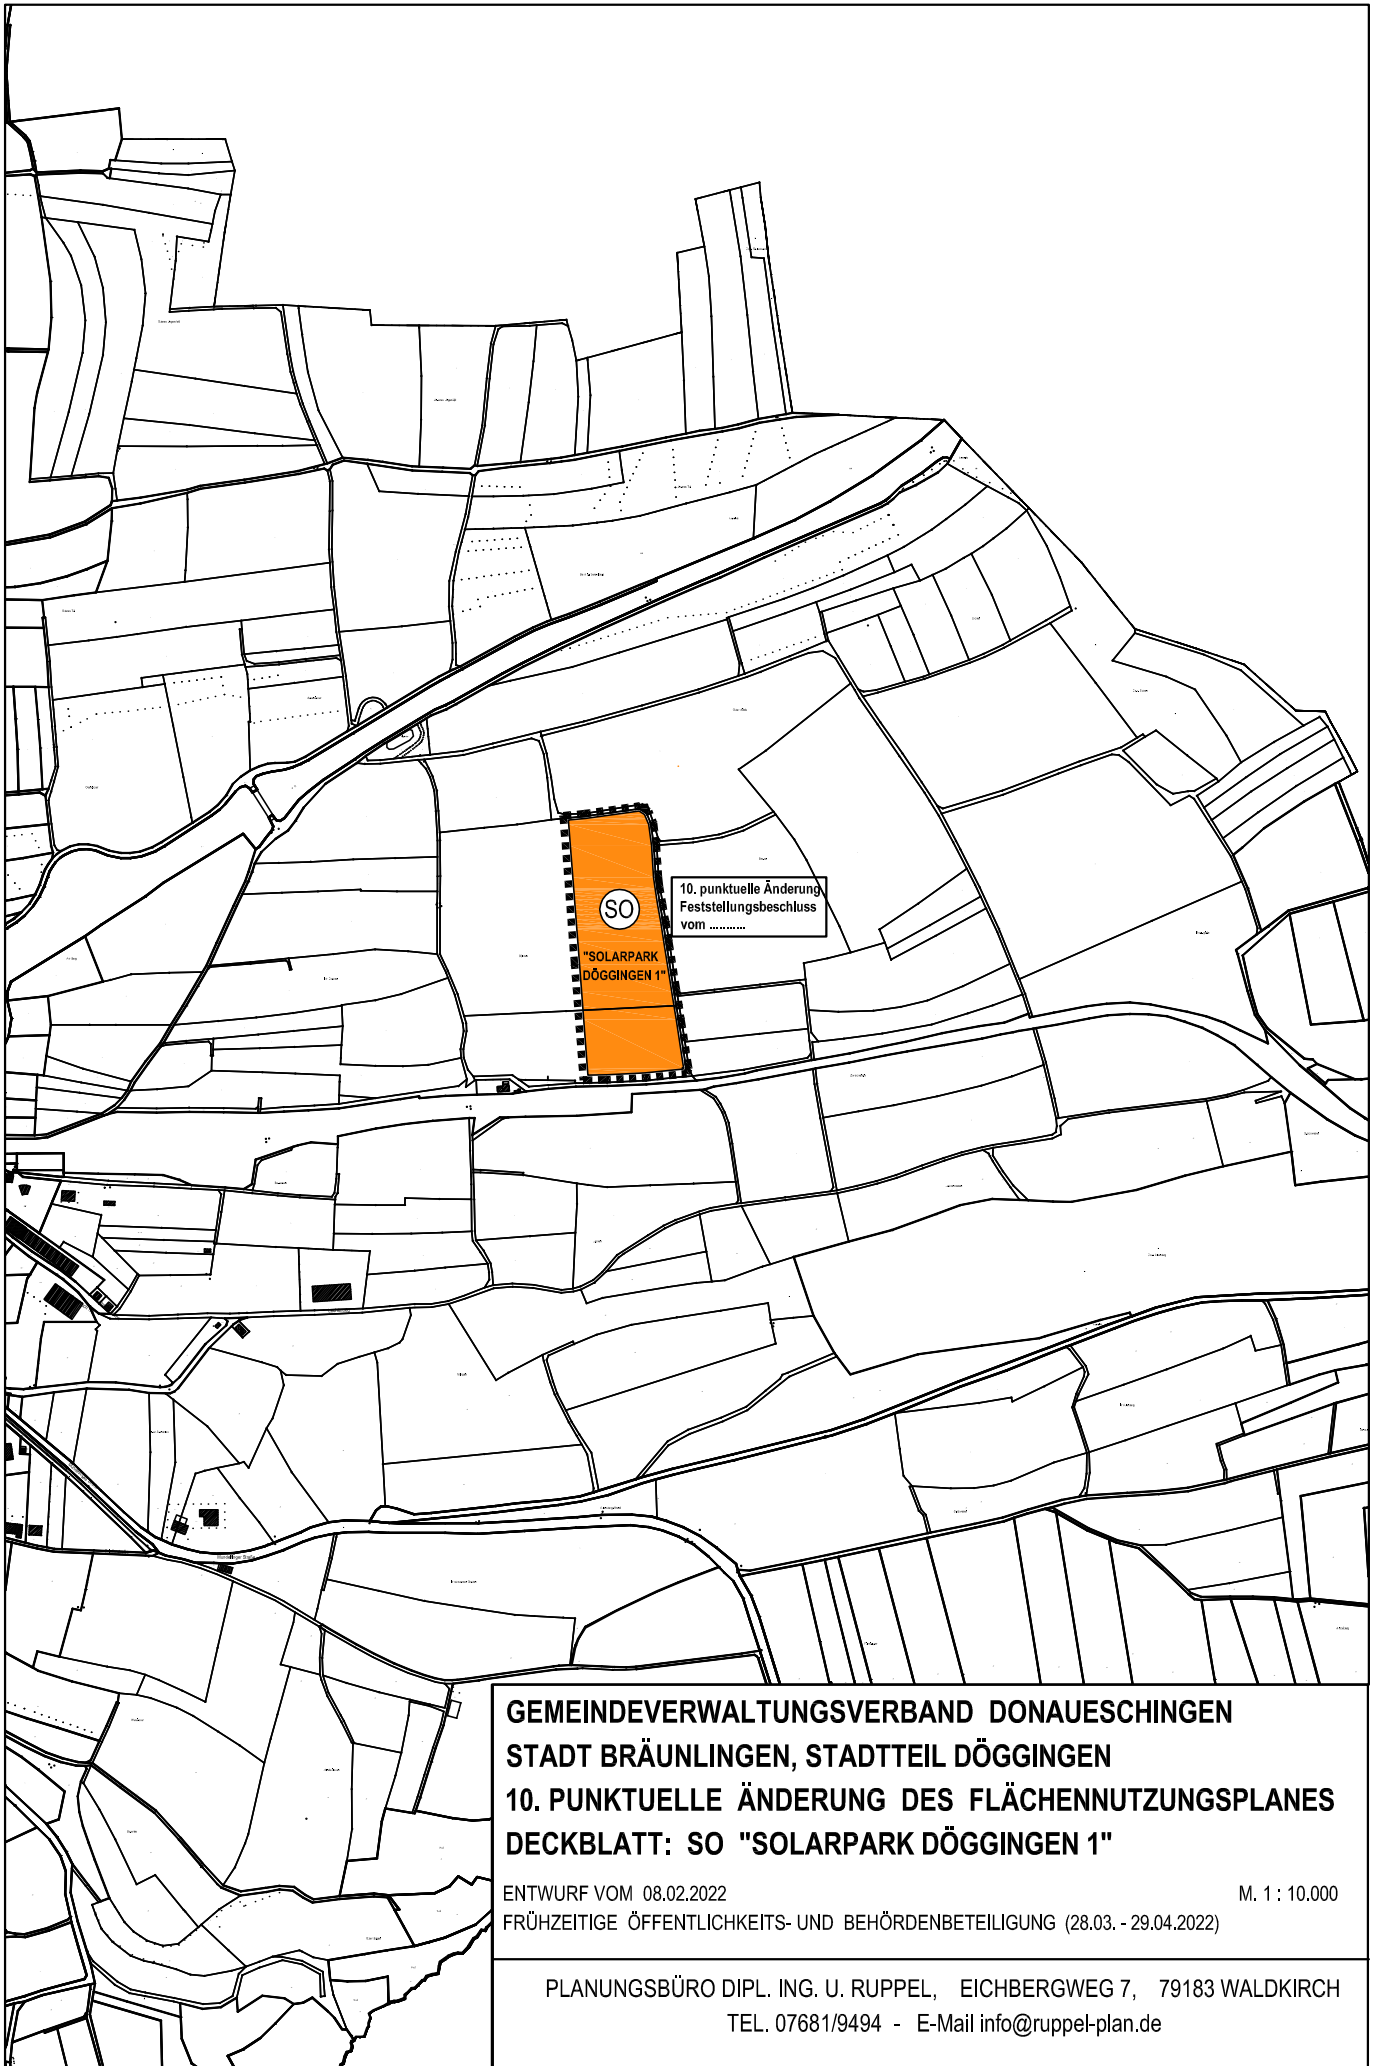 SO
"SOLARPARK
DÖGGINGEN 1"
10. punktuelle Änderung
Feststellungsbeschluss
vom ..........
GEMEINDEVERWALTUNGSVERBAND DONAUESCHINGEN
STADT BRÄUNLINGEN, STADTTEIL DÖGGINGEN
10. PUNKTUELLE ÄNDERUNG DES FLÄCHENNUTZUNGSPLANES
DECKBLATT: SO "SOLARPARK DÖGGINGEN 1"
ENTWURF VOM 08.02.2022
M. 1 : 10.000
FRÜHZEITIGE ÖFFENTLICHKEITS- UND BEHÖRDENBETEILIGUNG (28.03. - 29.04.2022)
PLANUNGSBÜRO DIPL. ING. U. RUPPEL, EICHBERGWEG 7, 79183 WALDKIRCH
TEL. 07681/9494 - E-Mail info@ruppel-plan.de